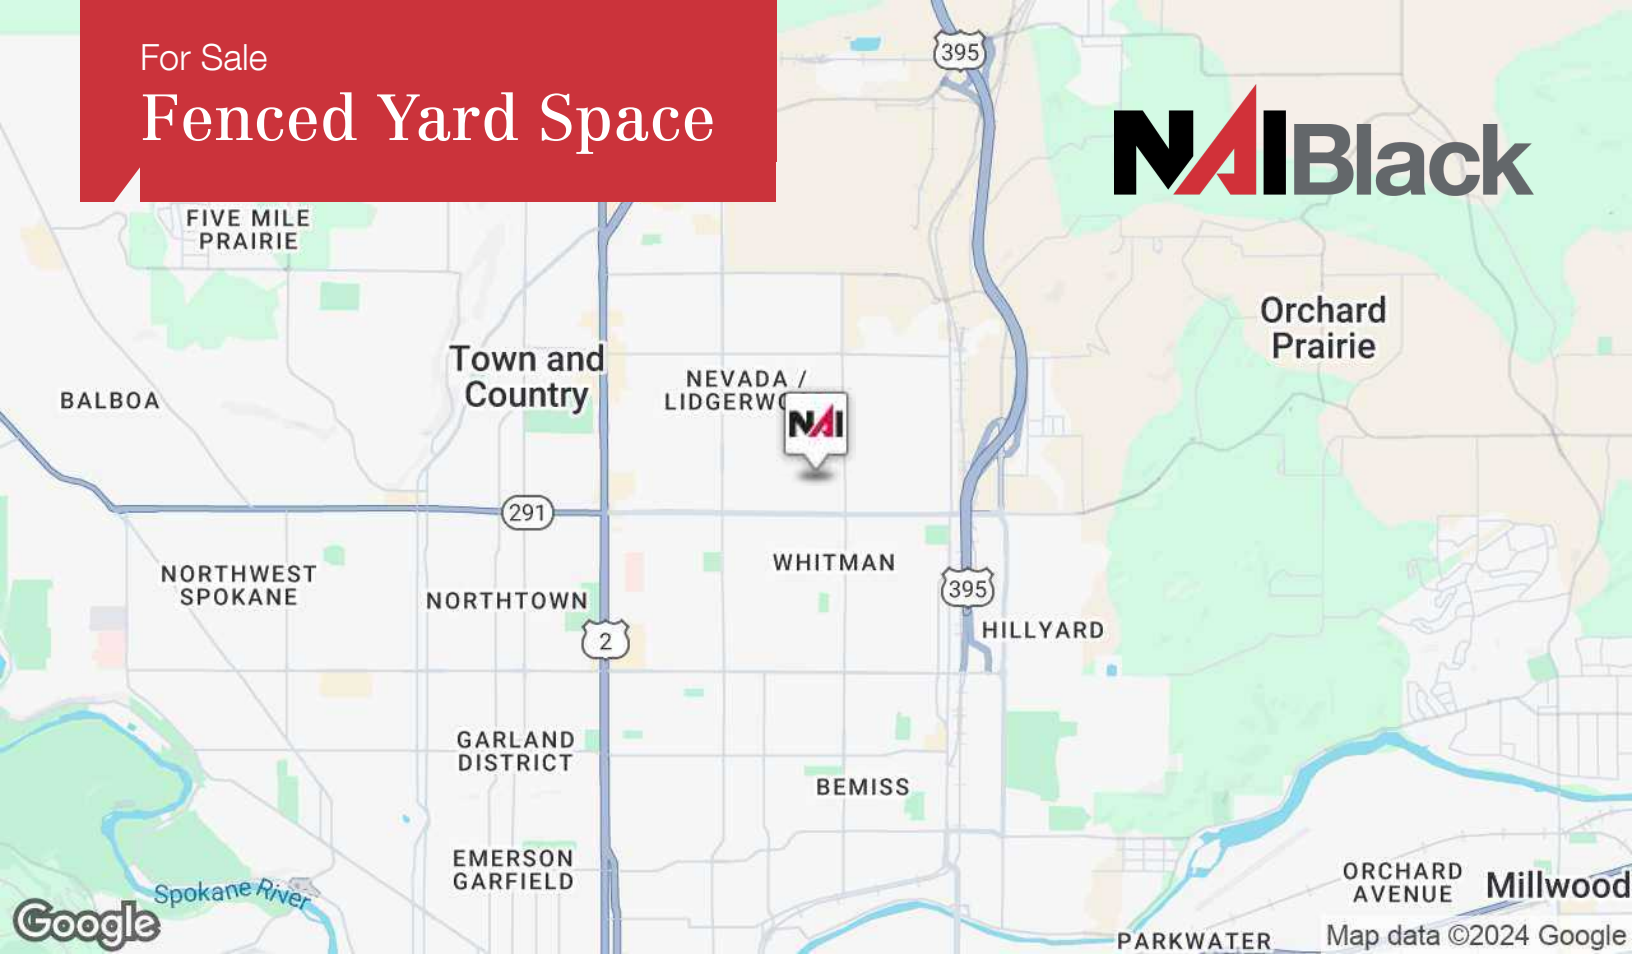 For Sale
Fenced Yard Space
395
NAIBlack
FIVE MILE
PRAIRIE
Orchard
Prairie
Town and
Country
NEVADA /
BALBOA
NAI
291
WHITMAN
NORTHWEST
SPOKANE
395
NORTHTOWN
HILLYARD
2
GARLAND
DISTRICT
BEMISS
EMERSON
GARFIELD
ORCHARD
AVENUE
Millwood
Spokane River
Google
PARKWATER
Map data ©2024 Google